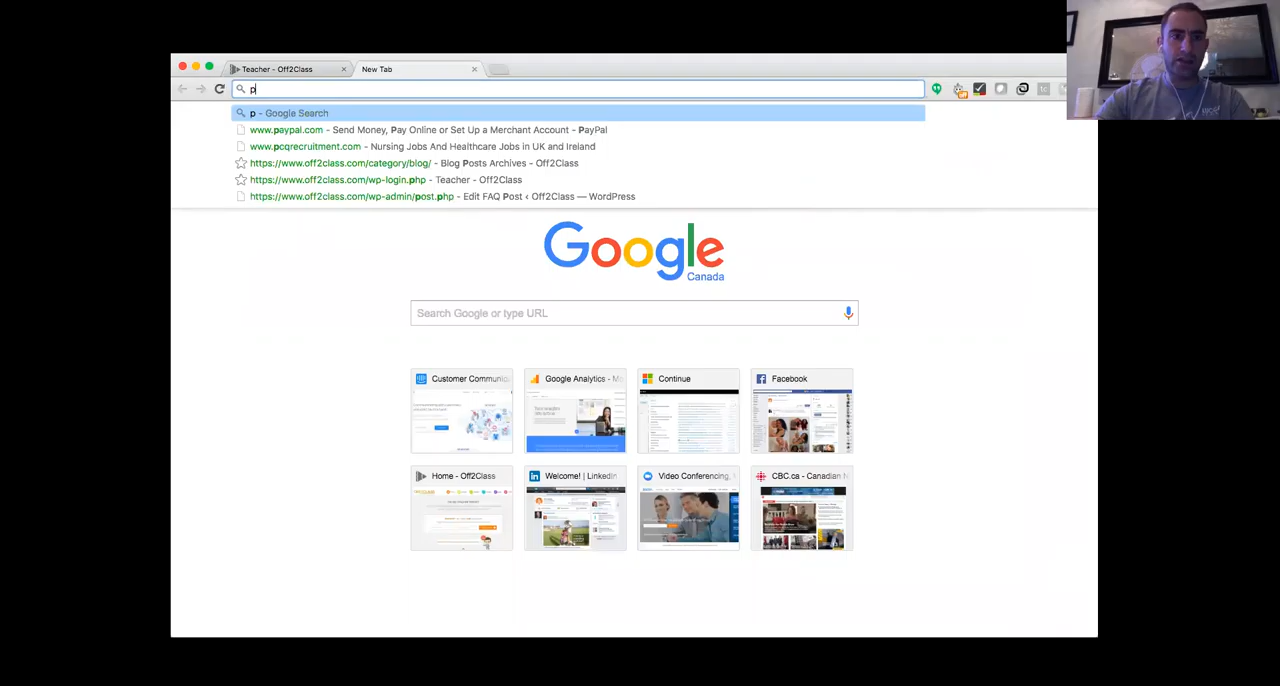 Teacher - Off2Class
New Tab
p
p - Google Search
www.paypal.com - Send Money, Pay Online or Set Up a Merchant Account - PayPal
www.pcqrecruitment.com - Nursing Jobs And Healthcare Jobs in UK and Ireland
https://www.off2class.com/category/blog/ - Blog Posts Archives - Off2Class
https://www.off2class.com/wp-login.php - Teacher - Off2Class
https://www.off2class.com/wp-admin/post.php - Edit FAQ Post ‹ Off2Class — WordPress
Google
Canada
Search Google or type URL
Customer Communic
Google Analytics - Mo
Continue
Facebook
Home - Off2Class
Welcome! | LinkedIn
Video Conferencing,
CBC.ca - Canadian N